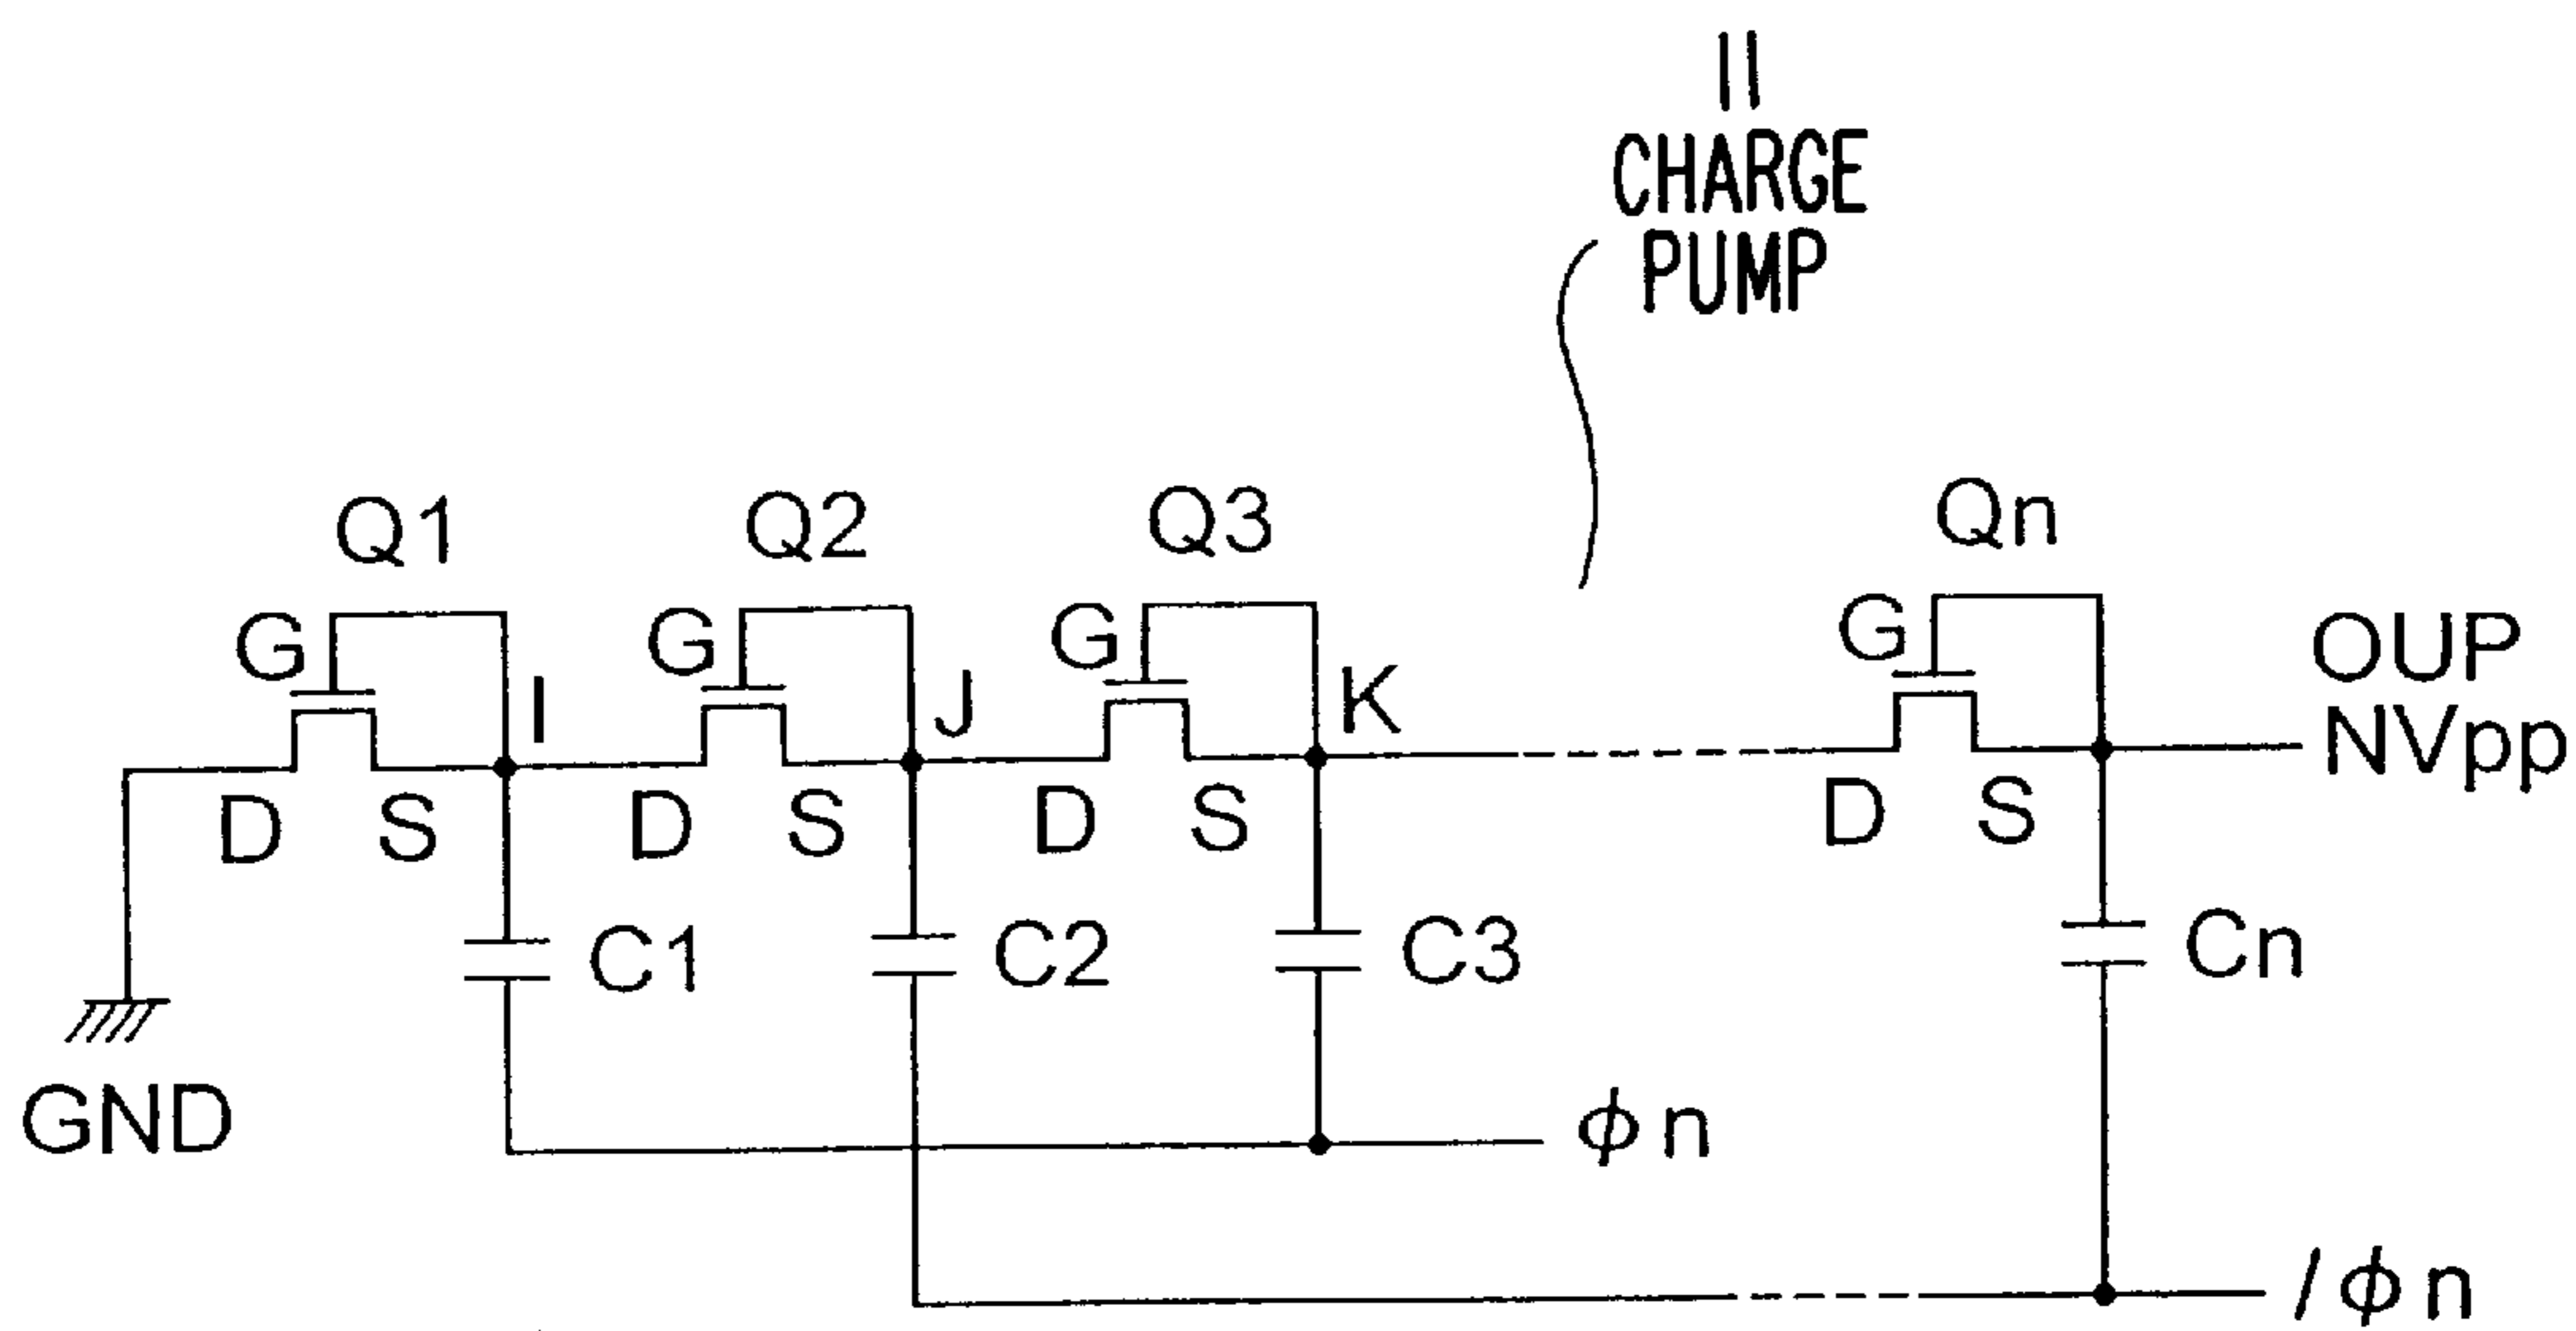 11
CHARGE
PUMP
Q1 Q2 Q3 Qn
G G G G
I J K
OUP
NVpp
D S D S D S D S
C1 C2 C3 Cn
GND
ϕn
/ϕn